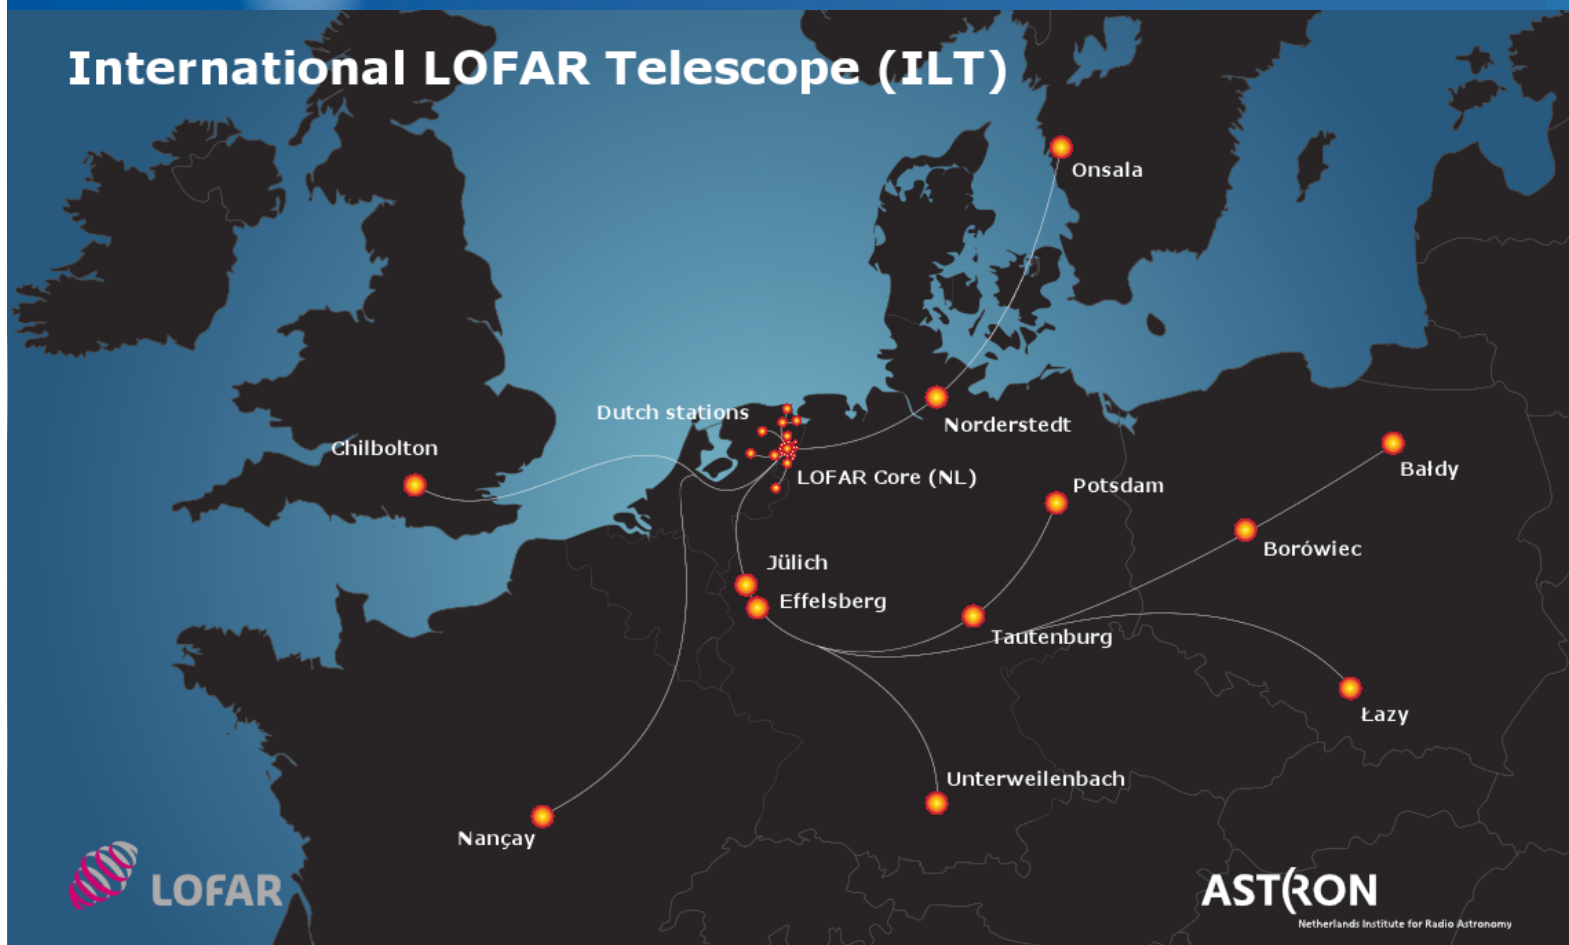 International LOFAR Telescope (ILT)
Onsala
Dutch stations
Norderstedt
Chilbolton
LOFAR Core (NL)
Bałdy
Potsdam
Borówiec
Jülich
Effelsberg
Tautenburg
Łazy
Unterweilenbach
Nançay
LOFAR
ASTRON
Netherlands Institute for Radio Astronomy